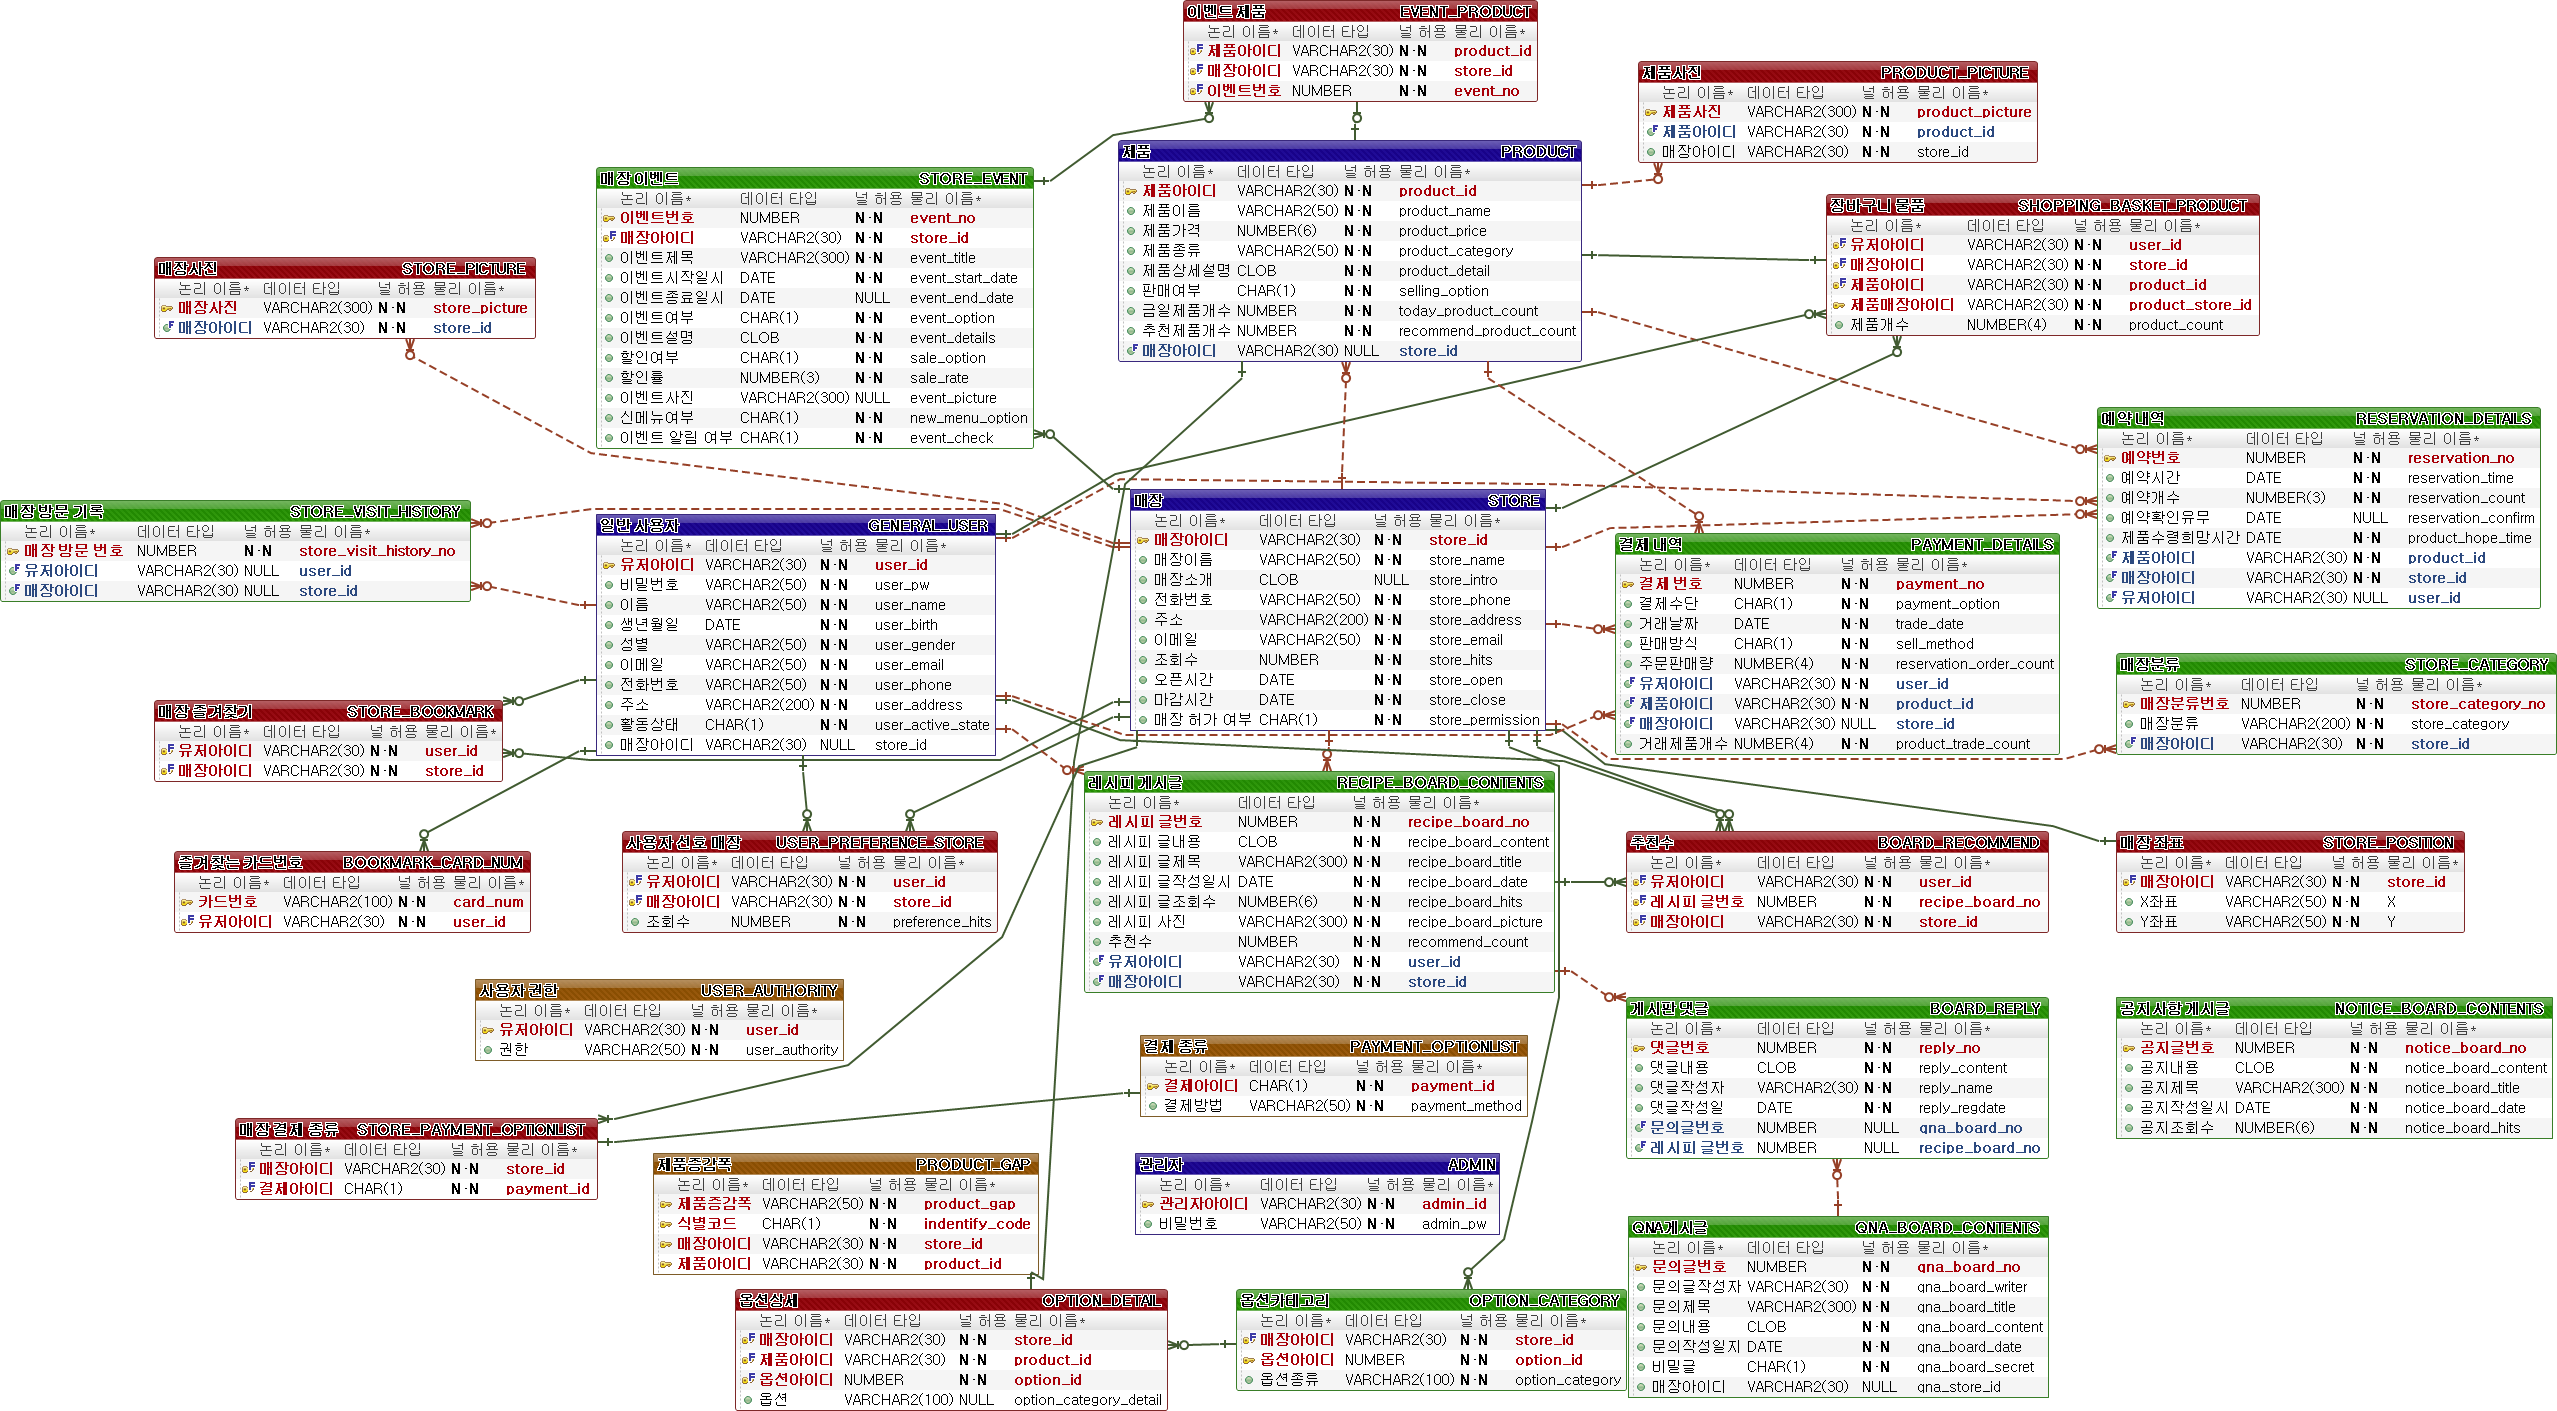 이벤트 제품 EVENT_PRODUCT
논리 이름* 데이터 타입 널 허용 물리 이름*
제품아이디 VARCHAR2(30) N·N product_id
매장아이디 VARCHAR2(30) N·N store_id
이벤트번호 NUMBER N·N event_no
제품사진 PRODUCT_PICTURE
논리 이름* 데이터 타입 널 허용 물리 이름*
제품사진 VARCHAR2(300) N·N product_picture
제품아이디 VARCHAR2(30) N·N product_id
매장아이디 VARCHAR2(30) N·N store_id
제품 PRODUCT
논리 이름* 데이터 타입 널 허용 물리 이름*
제품아이디 VARCHAR2(30) N·N product_id
제품이름 VARCHAR2(50) N·N product_name
제품가격 NUMBER(6) N·N product_price
제품종류 VARCHAR2(50) N·N product_category
제품상세설명 CLOB N·N product_detail
판매여부 CHAR(1) N·N selling_option
금일제품개수 NUMBER N·N today_product_count
추천제품개수 NUMBER N·N recommend_product_count
매장아이디 VARCHAR2(30) NULL store_id
매장 이벤트 STORE_EVENT
논리 이름* 데이터 타입 널 허용 물리 이름*
이벤트번호 NUMBER N·N event_no
매장아이디 VARCHAR2(30) N·N store_id
이벤트제목 VARCHAR2(300) N·N event_title
이벤트시작일시 DATE N·N event_start_date
이벤트종료일시 DATE NULL event_end_date
이벤트여부 CHAR(1) N·N event_option
이벤트설명 CLOB N·N event_details
할인여부 CHAR(1) N·N sale_option
할인률 NUMBER(3) N·N sale_rate
이벤트사진 VARCHAR2(300) NULL event_picture
신메뉴여부 CHAR(1) N·N new_menu_option
이벤트 알림 여부 CHAR(1) N·N event_check
장바구니 물품 SHOPPING_BASKET_PRODUCT
논리 이름* 데이터 타입 널 허용 물리 이름*
유저아이디 VARCHAR2(30) N·N user_id
매장아이디 VARCHAR2(30) N·N store_id
제품아이디 VARCHAR2(30) N·N product_id
제품매장아이디 VARCHAR2(30) N·N product_store_id
제품개수 NUMBER(4) N·N product_count
매장사진 STORE_PICTURE
논리 이름* 데이터 타입 널 허용 물리 이름*
매장사진 VARCHAR2(300) N·N store_picture
매장아이디 VARCHAR2(30) N·N store_id
예약 내역 RESERVATION_DETAILS
논리 이름* 데이터 타입 널 허용 물리 이름*
예약번호 NUMBER N·N reservation_no
예약시간 DATE N·N reservation_time
예약개수 NUMBER(3) N·N reservation_count
예약확인유무 DATE NULL reservation_confirm
제품수령희망시간 DATE N·N product_hope_time
제품아이디 VARCHAR2(30) N·N product_id
매장아이디 VARCHAR2(30) N·N store_id
유저아이디 VARCHAR2(30) NULL user_id
매장 방문 기록 STORE_VISIT_HISTORY
논리 이름* 데이터 타입 널 허용 물리 이름*
매장 방문 번호 NUMBER N·N store_visit_history_no
유저아이디 VARCHAR2(30) NULL user_id
매장아이디 VARCHAR2(30) NULL store_id
일반 사용자 GENERAL_USER
논리 이름* 데이터 타입 널 허용 물리 이름*
유저아이디 VARCHAR2(30) N·N user_id
비밀번호 VARCHAR2(50) N·N user_pw
이름 VARCHAR2(50) N·N user_name
생년월일 DATE N·N user_birth
성별 VARCHAR2(50) N·N user_gender
이메일 VARCHAR2(50) N·N user_email
전화번호 VARCHAR2(50) N·N user_phone
주소 VARCHAR2(200) N·N user_address
활동상태 CHAR(1) N·N user_active_state
매장아이디 VARCHAR2(30) NULL store_id
매장 STORE
논리 이름* 데이터 타입 널 허용 물리 이름*
매장아이디 VARCHAR2(30) N·N store_id
매장이름 VARCHAR2(50) N·N store_name
매장소개 CLOB NULL store_intro
전화번호 VARCHAR2(50) N·N store_phone
주소 VARCHAR2(200) N·N store_address
이메일 VARCHAR2(50) N·N store_email
조회수 NUMBER N·N store_hits
오픈시간 DATE N·N store_open
마감시간 DATE N·N store_close
매장 허가 여부 CHAR(1) N·N store_permission
결제 내역 PAYMENT_DETAILS
논리 이름* 데이터 타입 널 허용 물리 이름*
결제 번호 NUMBER N·N payment_no
결제수단 CHAR(1) N·N payment_option
거래날짜 DATE N·N trade_date
판매방식 CHAR(1) N·N sell_method
주문판매량 NUMBER(4) N·N reservation_order_count
유저아이디 VARCHAR2(30) N·N user_id
제품아이디 VARCHAR2(30) N·N product_id
매장아이디 VARCHAR2(30) NULL store_id
거래제품개수 NUMBER(4) N·N product_trade_count
매장분류 STORE_CATEGORY
논리 이름* 데이터 타입 널 허용 물리 이름*
매장분류번호 NUMBER N·N store_category_no
매장분류 VARCHAR2(200) N·N store_category
매장아이디 VARCHAR2(30) N·N store_id
매장 즐겨찾기 STORE_BOOKMARK
논리 이름* 데이터 타입 널 허용 물리 이름*
유저아이디 VARCHAR2(30) N·N user_id
매장아이디 VARCHAR2(30) N·N store_id
즐겨찾는 카드번호 BOOKMARK_CARD_NUM
논리 이름* 데이터 타입 널 허용 물리 이름*
카드번호 VARCHAR2(100) N·N card_num
유저아이디 VARCHAR2(30) N·N user_id
사용자 선호 매장 USER_PREFERENCE_STORE
논리 이름* 데이터 타입 널 허용 물리 이름*
유저아이디 VARCHAR2(30) N·N user_id
매장아이디 VARCHAR2(30) N·N store_id
조회수 NUMBER N·N preference_hits
레시피 게시글 RECIPE_BOARD_CONTENTS
논리 이름* 데이터 타입 널 허용 물리 이름*
레시피 글번호 NUMBER N·N recipe_board_no
레시피 글내용 CLOB N·N recipe_board_content
레시피 글제목 VARCHAR2(300) N·N recipe_board_title
레시피 글작성일시 DATE N·N recipe_board_date
레시피 글조회수 NUMBER(6) N·N recipe_board_hits
레시피 사진 VARCHAR2(300) N·N recipe_board_picture
추천수 NUMBER N·N recommend_count
유저아이디 VARCHAR2(30) N·N user_id
매장아이디 VARCHAR2(30) N·N store_id
추천수 BOARD_RECOMMEND
논리 이름* 데이터 타입 널 허용 물리 이름*
유저아이디 VARCHAR2(30) N·N user_id
레시피 글번호 NUMBER N·N recipe_board_no
매장아이디 VARCHAR2(30) N·N store_id
매장 좌표 STORE_POSITION
논리 이름* 데이터 타입 널 허용 물리 이름*
매장아이디 VARCHAR2(30) N·N store_id
X좌표 VARCHAR2(50) N·N X
Y좌표 VARCHAR2(50) N·N Y
사용자 권한 USER_AUTHORITY
논리 이름* 데이터 타입 널 허용 물리 이름*
유저아이디 VARCHAR2(30) N·N user_id
권한 VARCHAR2(50) N·N user_authority
게시판 댓글 BOARD_REPLY
논리 이름* 데이터 타입 널 허용 물리 이름*
댓글번호 NUMBER N·N reply_no
댓글내용 CLOB N·N reply_content
댓글작성자 VARCHAR2(30) N·N reply_name
댓글작성일 DATE N·N reply_regdate
문의글번호 NUMBER NULL qna_board_no
레시피 글번호 NUMBER NULL recipe_board_no
공지사항 게시글 NOTICE_BOARD_CONTENTS
논리 이름* 데이터 타입 널 허용 물리 이름*
공지글번호 NUMBER N·N notice_board_no
공지내용 CLOB N·N notice_board_content
공지제목 VARCHAR2(300) N·N notice_board_title
공지작성일시 DATE N·N notice_board_date
공지조회수 NUMBER(6) N·N notice_board_hits
결제 종류 PAYMENT_OPTIONLIST
논리 이름* 데이터 타입 널 허용 물리 이름*
결제아이디 CHAR(1) N·N payment_id
결제방법 VARCHAR2(50) N·N payment_method
매장 결제 종류 STORE_PAYMENT_OPTIONLIST
논리 이름* 데이터 타입 널 허용 물리 이름*
매장아이디 VARCHAR2(30) N·N store_id
결제아이디 CHAR(1) N·N payment_id
제품증감폭 PRODUCT_GAP
논리 이름* 데이터 타입 널 허용 물리 이름*
제품증감폭 VARCHAR2(50) N·N product_gap
식별코드 CHAR(1) N·N indentify_code
매장아이디 VARCHAR2(30) N·N store_id
제품아이디 VARCHAR2(30) N·N product_id
관리자 ADMIN
논리 이름* 데이터 타입 널 허용 물리 이름*
관리자아이디 VARCHAR2(30) N·N admin_id
비밀번호 VARCHAR2(50) N·N admin_pw
QNA게시글 QNA_BOARD_CONTENTS
논리 이름* 데이터 타입 널 허용 물리 이름*
문의글번호 NUMBER N·N qna_board_no
문의글작성자 VARCHAR2(30) N·N qna_board_writer
문의제목 VARCHAR2(300) N·N qna_board_title
문의내용 CLOB N·N qna_board_content
문의작성일지 DATE N·N qna_board_date
비밀글 CHAR(1) N·N qna_board_secret
매장아이디 VARCHAR2(30) NULL qna_store_id
옵션상세 OPTION_DETAIL
논리 이름* 데이터 타입 널 허용 물리 이름*
매장아이디 VARCHAR2(30) N·N store_id
제품아이디 VARCHAR2(30) N·N product_id
옵션아이디 NUMBER N·N option_id
옵션 VARCHAR2(100) NULL option_category_detail
옵션카테고리 OPTION_CATEGORY
논리 이름* 데이터 타입 널 허용 물리 이름*
매장아이디 VARCHAR2(30) N·N store_id
옵션아이디 NUMBER N·N option_id
옵션종류 VARCHAR2(100) N·N option_category